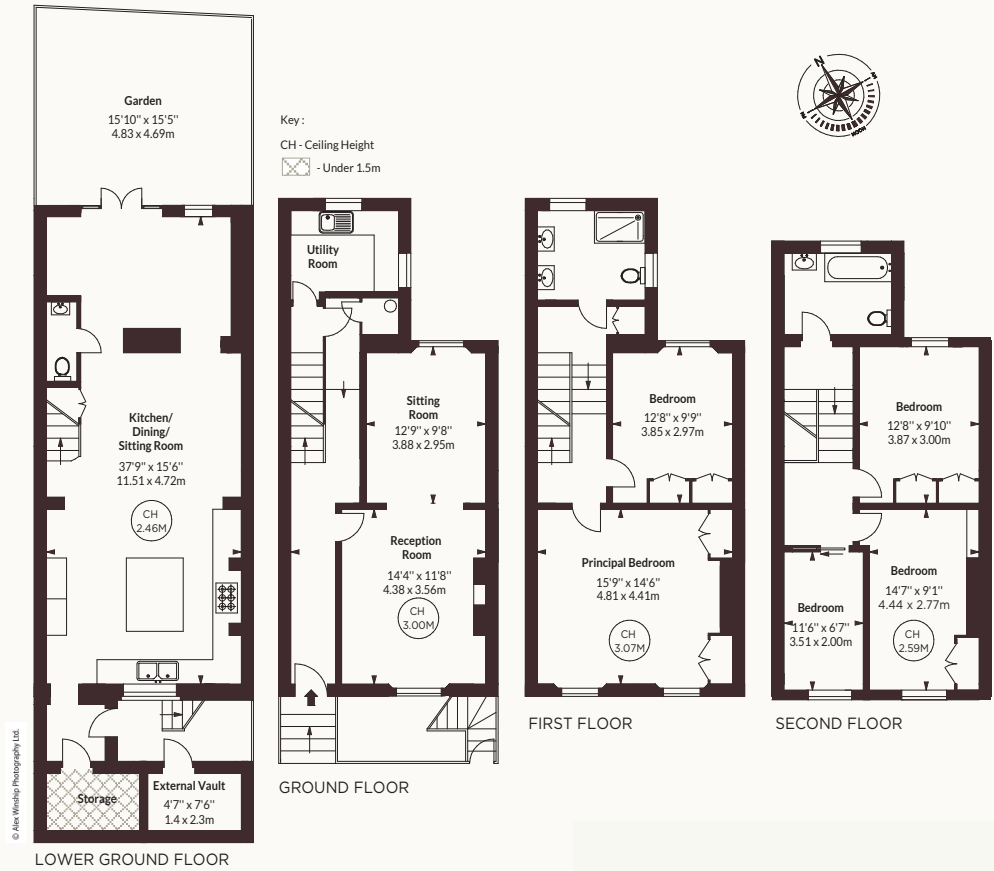 Garden
15'10" x 15'5"
4.83 x 4.69m
Key :
CH - Ceiling Height
- Under 1.5m
N
NOON
Kitchen/
Dining/
Sitting Room
37'9" x 15'6"
11.51 x 4.72m
CH
2.46M
Storage
External Vault
4'7" x 7'6"
1.4 x 2.3m
LOWER GROUND FLOOR
Utility
Room
Sitting
Room
12'9" x 9'8"
3.88 x 2.95m
Reception
Room
14'4" x 11'8"
4.38 x 3.56m
CH
3.00M
GROUND FLOOR
Bedroom
12'8" x 9'9"
3.85 x 2.97m
Principal Bedroom
15'9" x 14'6"
4.81 x 4.41m
CH
3.07M
FIRST FLOOR
Bedroom
12'8" x 9'10"
3.87 x 3.00m
Bedroom
14'7" x 9'1"
4.44 x 2.77m
CH
2.59M
Bedroom
11'6" x 6'7"
3.51 x 2.00m
SECOND FLOOR
© Alex Winship Photography Ltd.